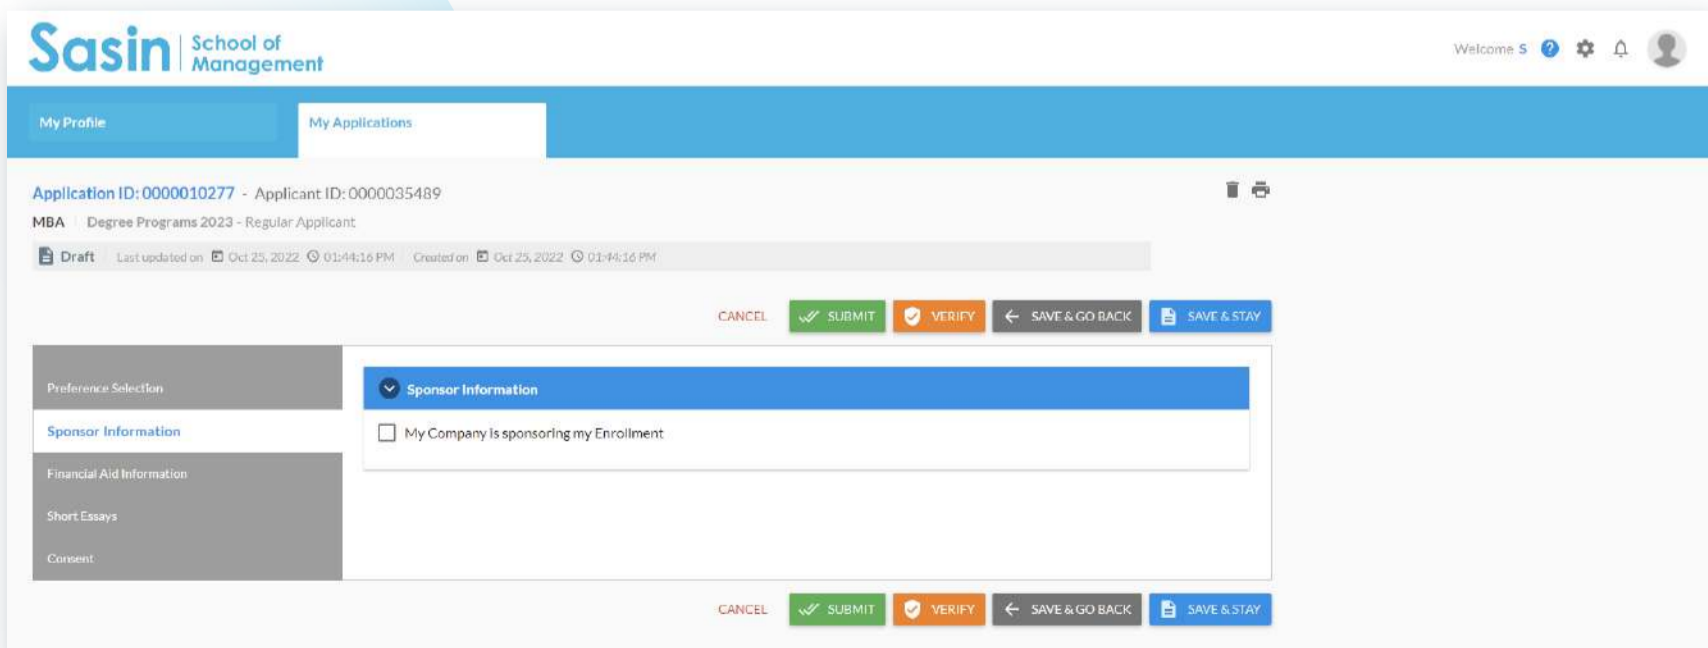 Sasin School of Management
Welcome S
My Profile
My Applications
Application ID: 0000010277 - Applicant ID: 0000035489
MBA Degree Programs 2023 - Regular Applicant
Draft Last updated on Oct 25, 2022 01:44:16 PM Created on Oct 25, 2022 01:44:16 PM
CANCEL SUBMIT VERIFY SAVE & GO BACK SAVE & STAY
Preference Selection
Sponsor Information
Financial Aid Information
Short Essays
Consent
Sponsor Information
My Company is sponsoring my Enrollment
CANCEL SUBMIT VERIFY SAVE & GO BACK SAVE & STAY